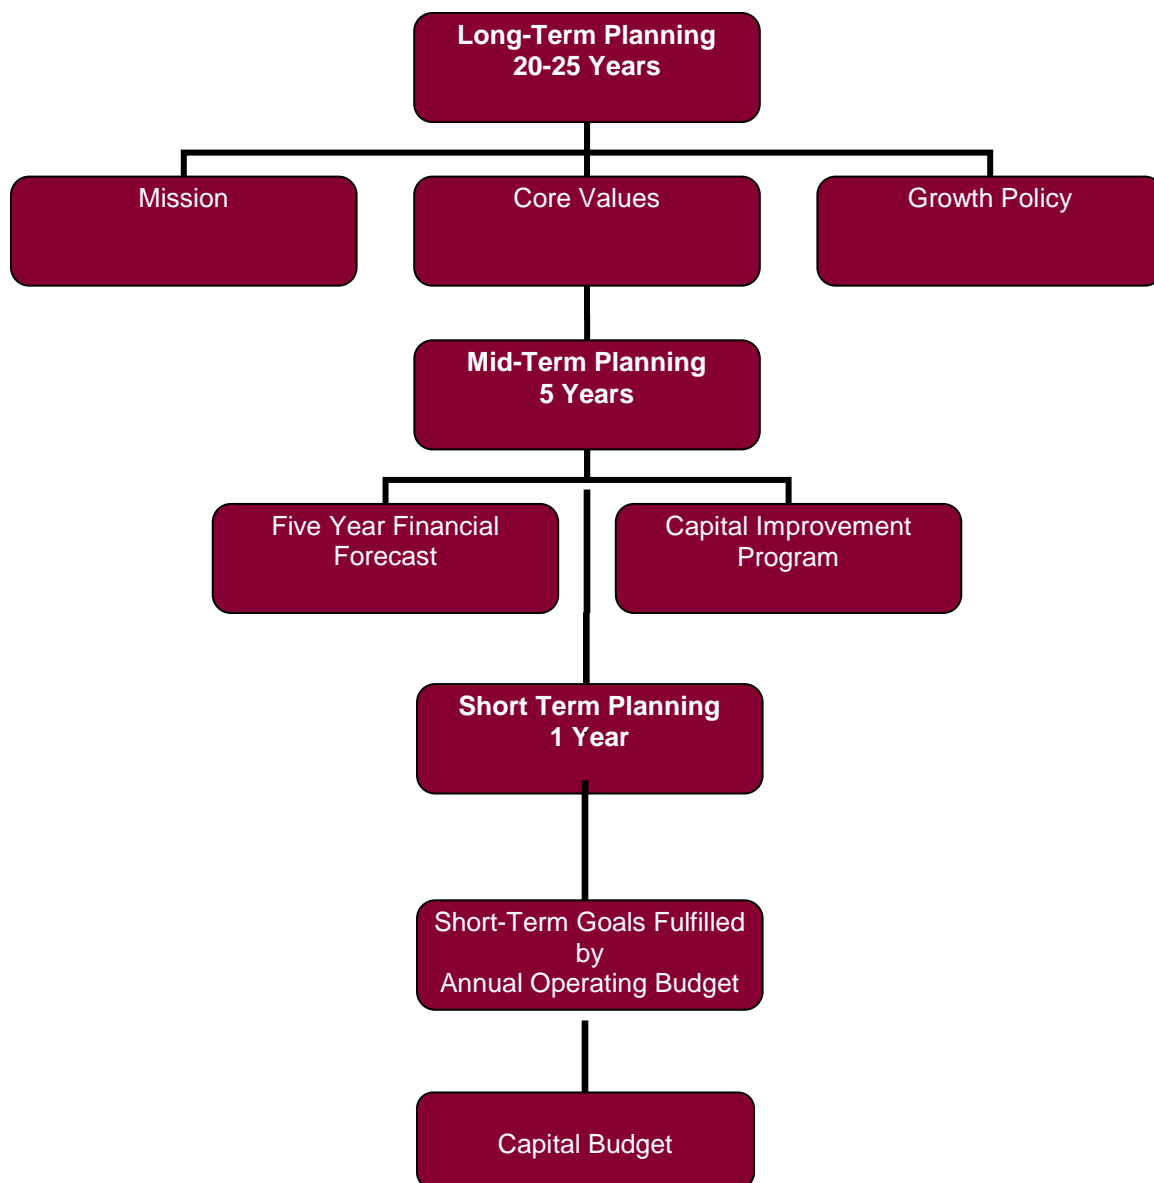 Long-Term Planning
20-25 Years
Mission
Core Values
Growth Policy
Mid-Term Planning
5 Years
Five Year Financial
Forecast
Capital Improvement
Program
Short Term Planning
1 Year
Short-Term Goals Fulfilled
by
Annual Operating Budget
Capital Budget